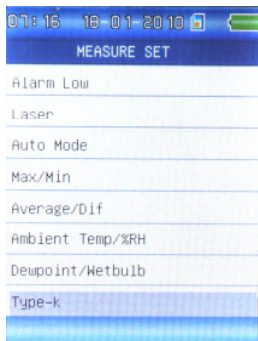 07:16 18-01-2010
MEASURE SET
Alarm Low
Laser
Auto Mode
Max/Min
Average/Dif
Ambient Temp/%RH
Dewpoint/Wetbulb
Type-k